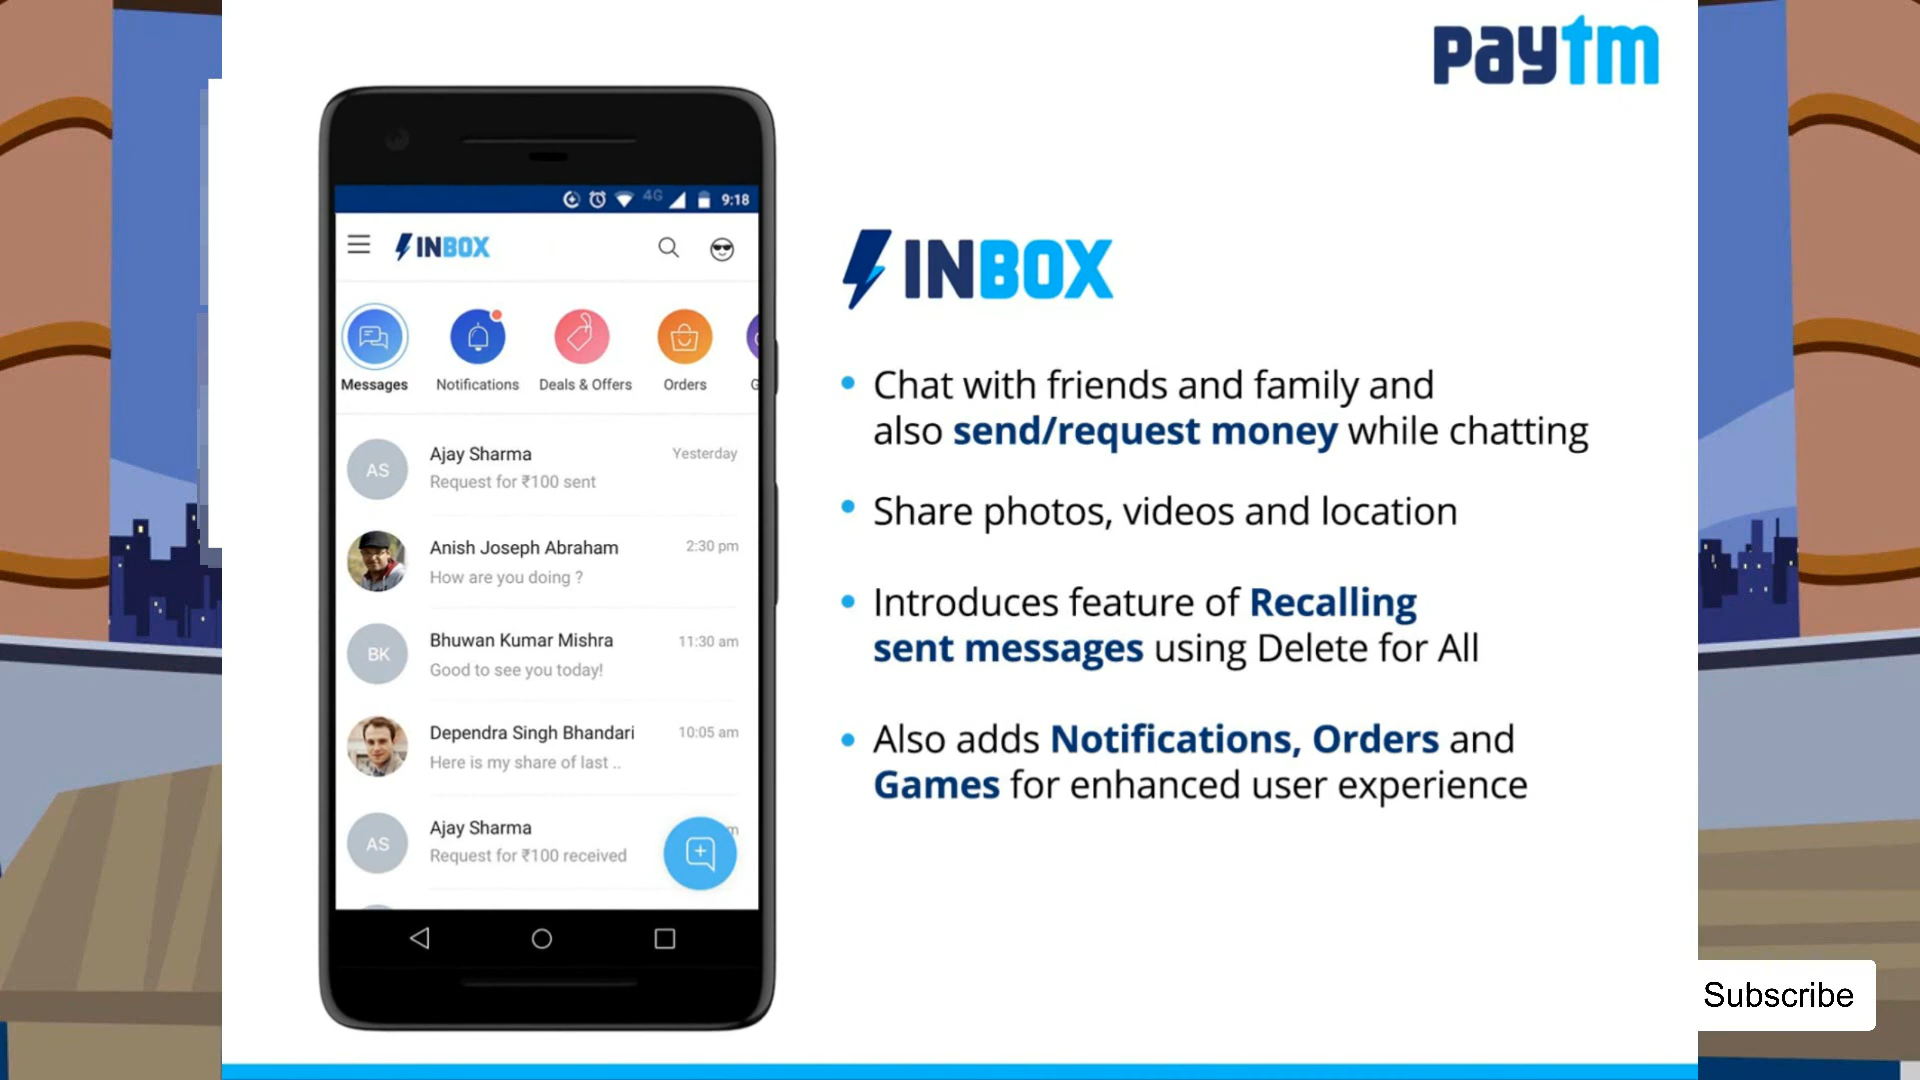 paytm
4G 9:18
INBOX
Messages
Notifications
Deals & Offers
Orders
G
AS
Ajay Sharma
Yesterday
Request for ₹100 sent
Anish Joseph Abraham
2:30 pm
How are you doing ?
BK
Bhuwan Kumar Mishra
11:30 am
Good to see you today!
Dependra Singh Bhandari
10:05 am
Here is my share of last ..
AS
Ajay Sharma
m
Request for ₹100 received
INBOX
• Chat with friends and family and
also send/request money while chatting
• Share photos, videos and location
• Introduces feature of Recalling
sent messages using Delete for All
• Also adds Notifications, Orders and
Games for enhanced user experience
Subscribe